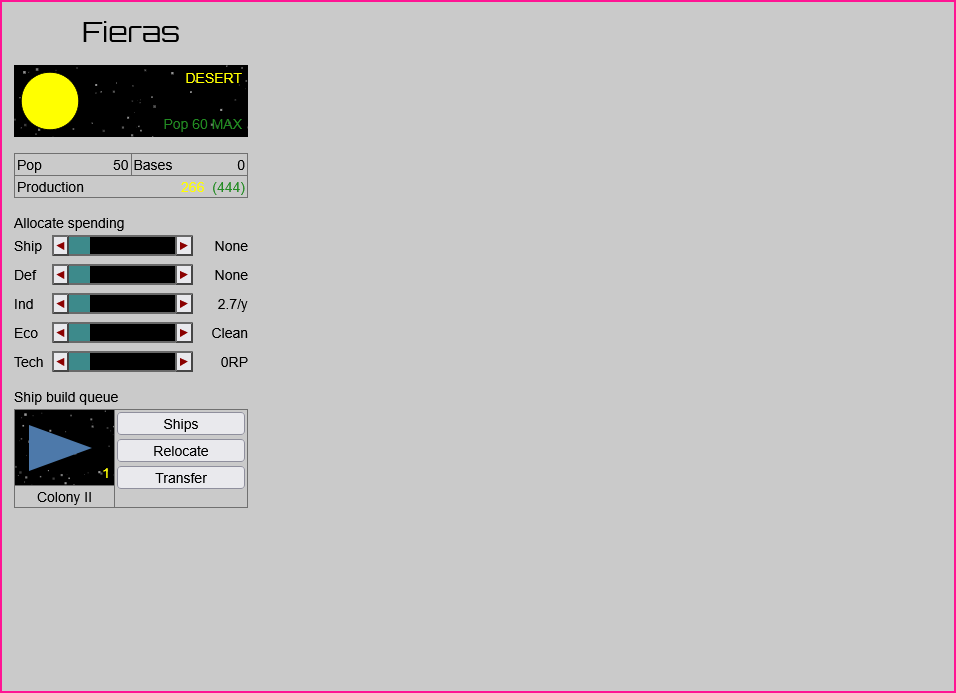 Fieras
DESERT
Pop 60 MAX
Pop 50 Bases 0
Production 266 (444)
Allocate spending
Ship ◄ ► None
Def ◄ ► None
Ind ◄ ► 2.7/y
Eco ◄ ► Clean
Tech ◄ ► 0RP
Ship build queue
Ships
Relocate
1
Transfer
Colony II